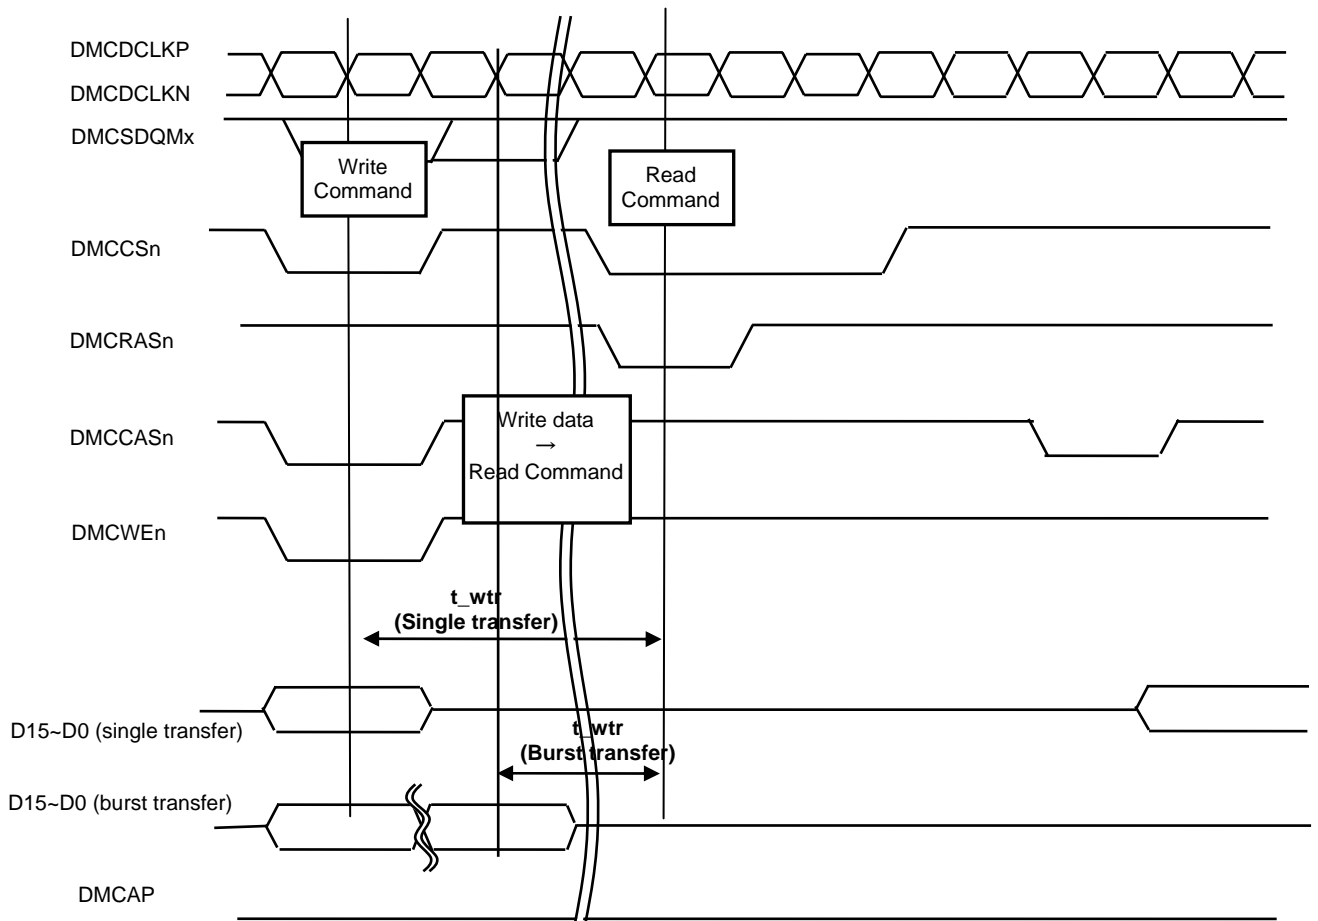 DMCDCLKP
DMCDCLKN
DMCSDQMx
Write
Command
Read
Command
DMCCSn
DMCRASn
DMCCASn
Write data
→
Read Command
DMCWEn
t_wtr
(Single transfer)
D15~D0 (single transfer)
t_wtr
(Burst transfer)
D15~D0 (burst transfer)
DMCAP